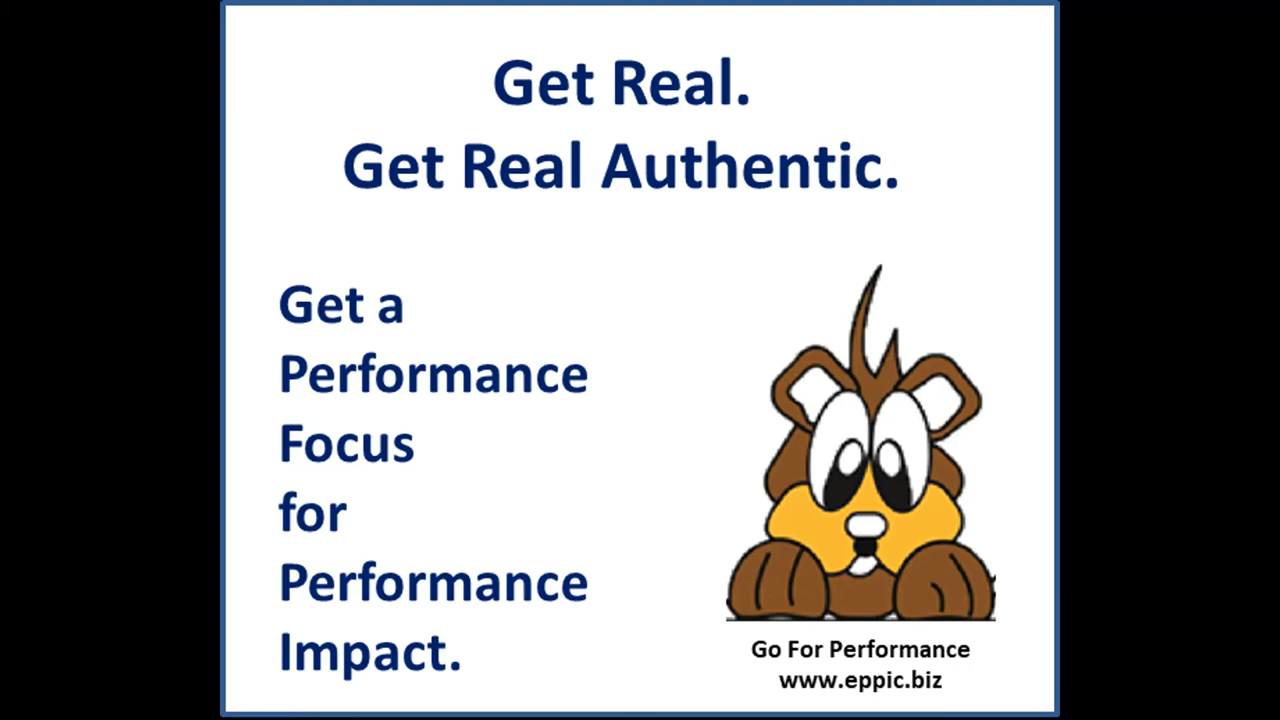 Get Real.
Get Real Authentic.
Get a
Performance
Focus
for
Performance
Impact.
Go For Performance
www.eppic.biz